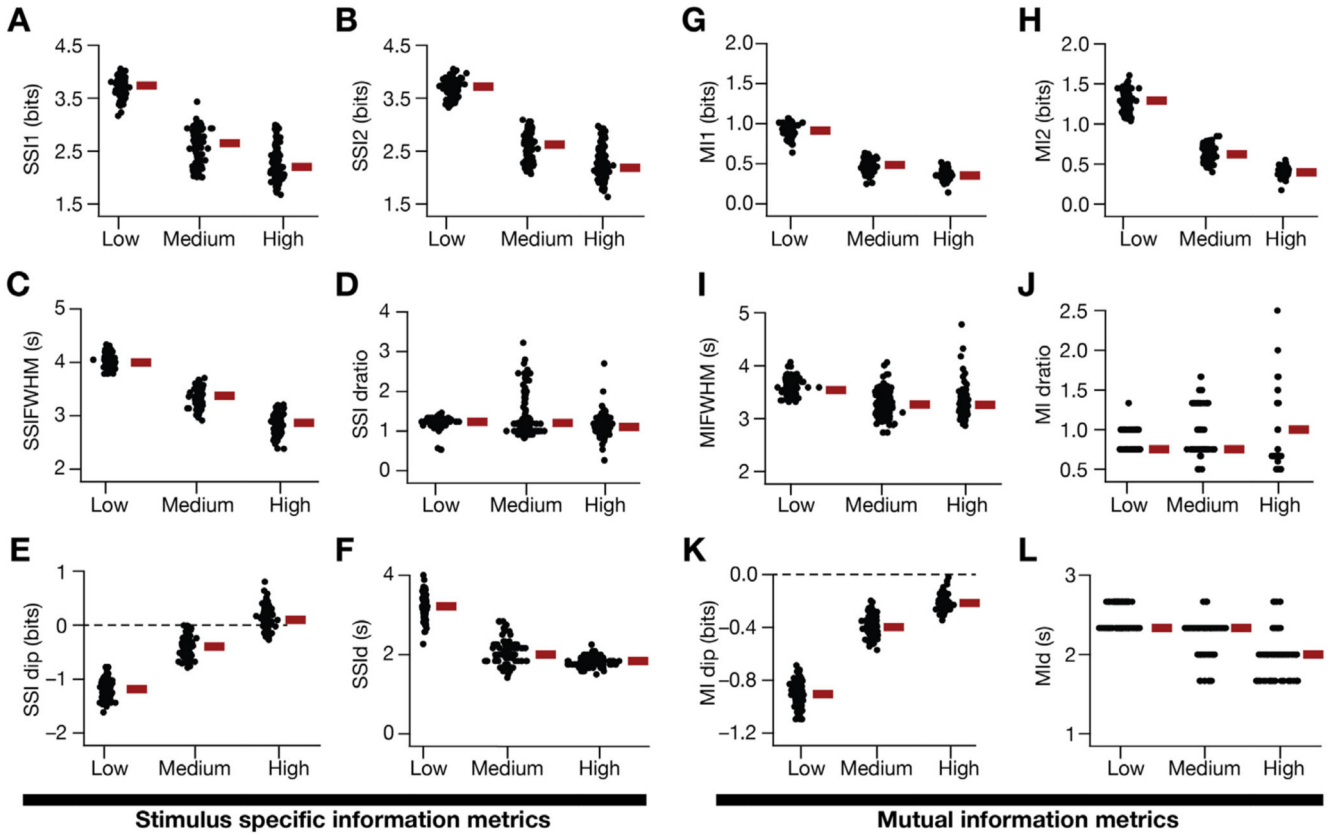 A
SSI1 (bits)
4.5
3.5
2.5
1.5
Low Medium High
B
SSI2 (bits)
4.5
3.5
2.5
1.5
Low Medium High
G
MI1 (bits)
2.0
1.5
1.0
0.5
0.0
Low Medium High
H
MI2 (bits)
2.0
1.5
1.0
0.5
0.0
Low Medium High
C
SSIFWHM (s)
5
4
3
2
Low Medium High
D
SSI dratio
4
3
2
1
0
Low Medium High
I
MIFWHM (s)
5
4
3
2
Low Medium High
J
MI dratio
2.5
2.0
1.5
1.0
0.5
Low Medium High
E
SSI dip (bits)
1
0
−1
−2
Low Medium High
F
SSId (s)
4
2
0
Low Medium High
K
MI dip (bits)
0.0
−0.4
−0.8
−1.2
Low Medium High
L
MId (s)
3
2
1
Low Medium High
Stimulus specific information metrics
Mutual information metrics